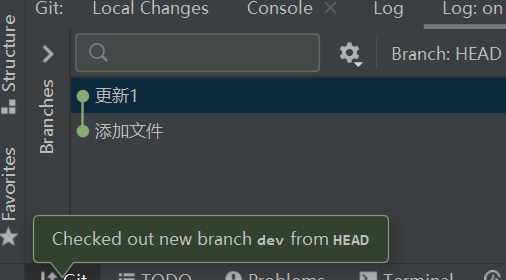 Git: Local Changes Console Log Log: on
Structure
Branches
Favorites
Branch: HEAD
更新1
添加文件
Checked out new branch dev from HEAD
Git TODO Problems Terminal